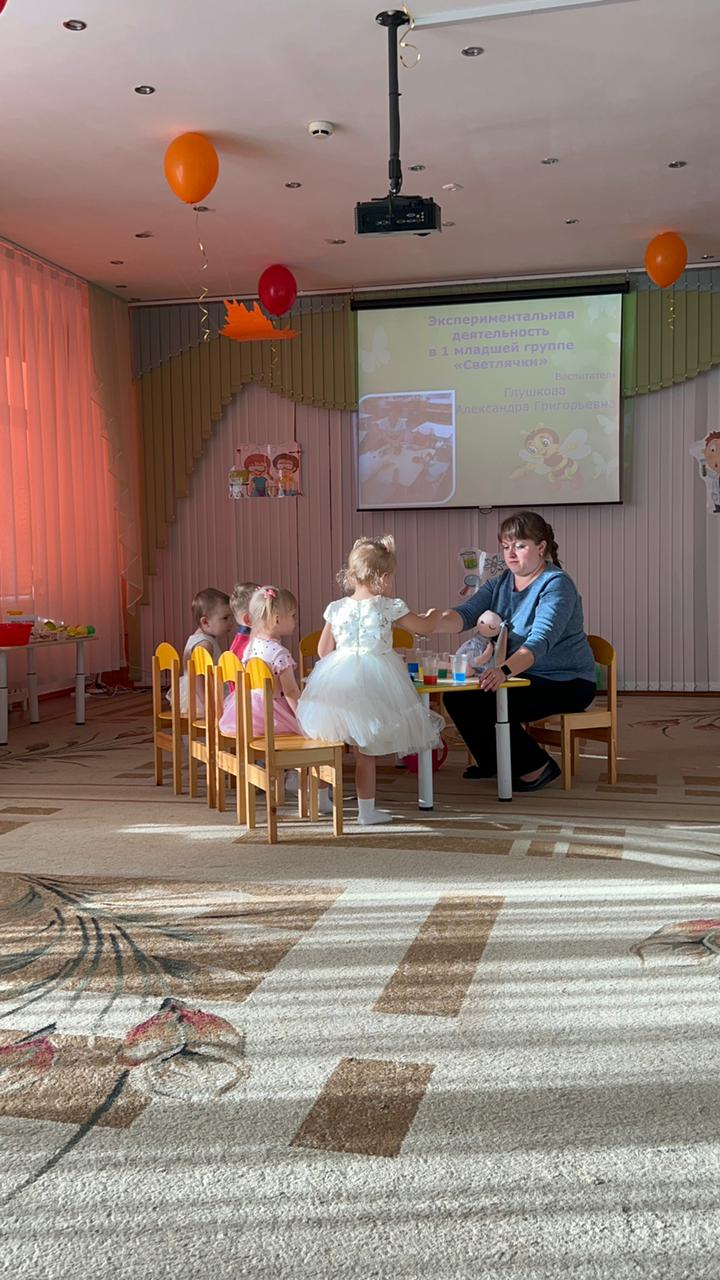 Экспериментальная
деятельность
в 1 младшей группе
«Светлячки»
Воспитатель
Глушкова
Александра Григорьевна